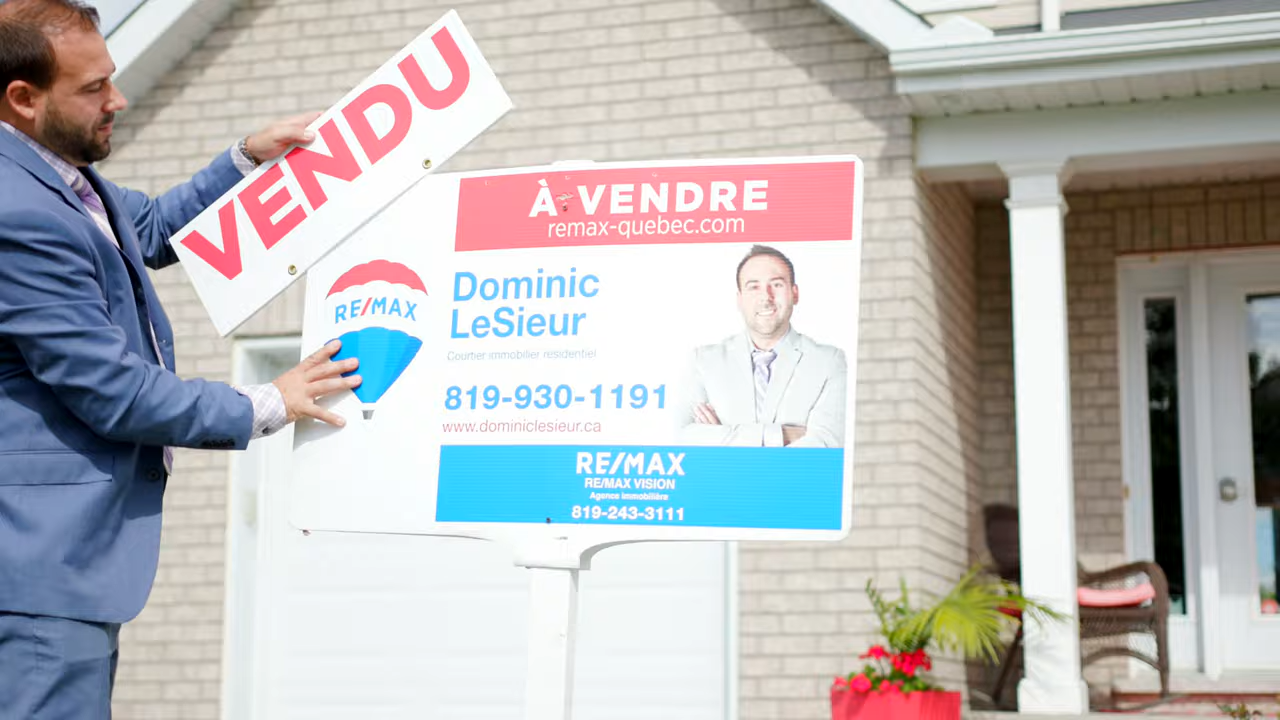 VENDU
À VENDRE
remax-quebec.com
RE/MAX
Dominic
LeSieur
Courtier immobilier résidentiel
819-930-1191
www.dominiclesieur.ca
RE/MAX
RE/MAX VISION
Agence immobilière
819-243-3111